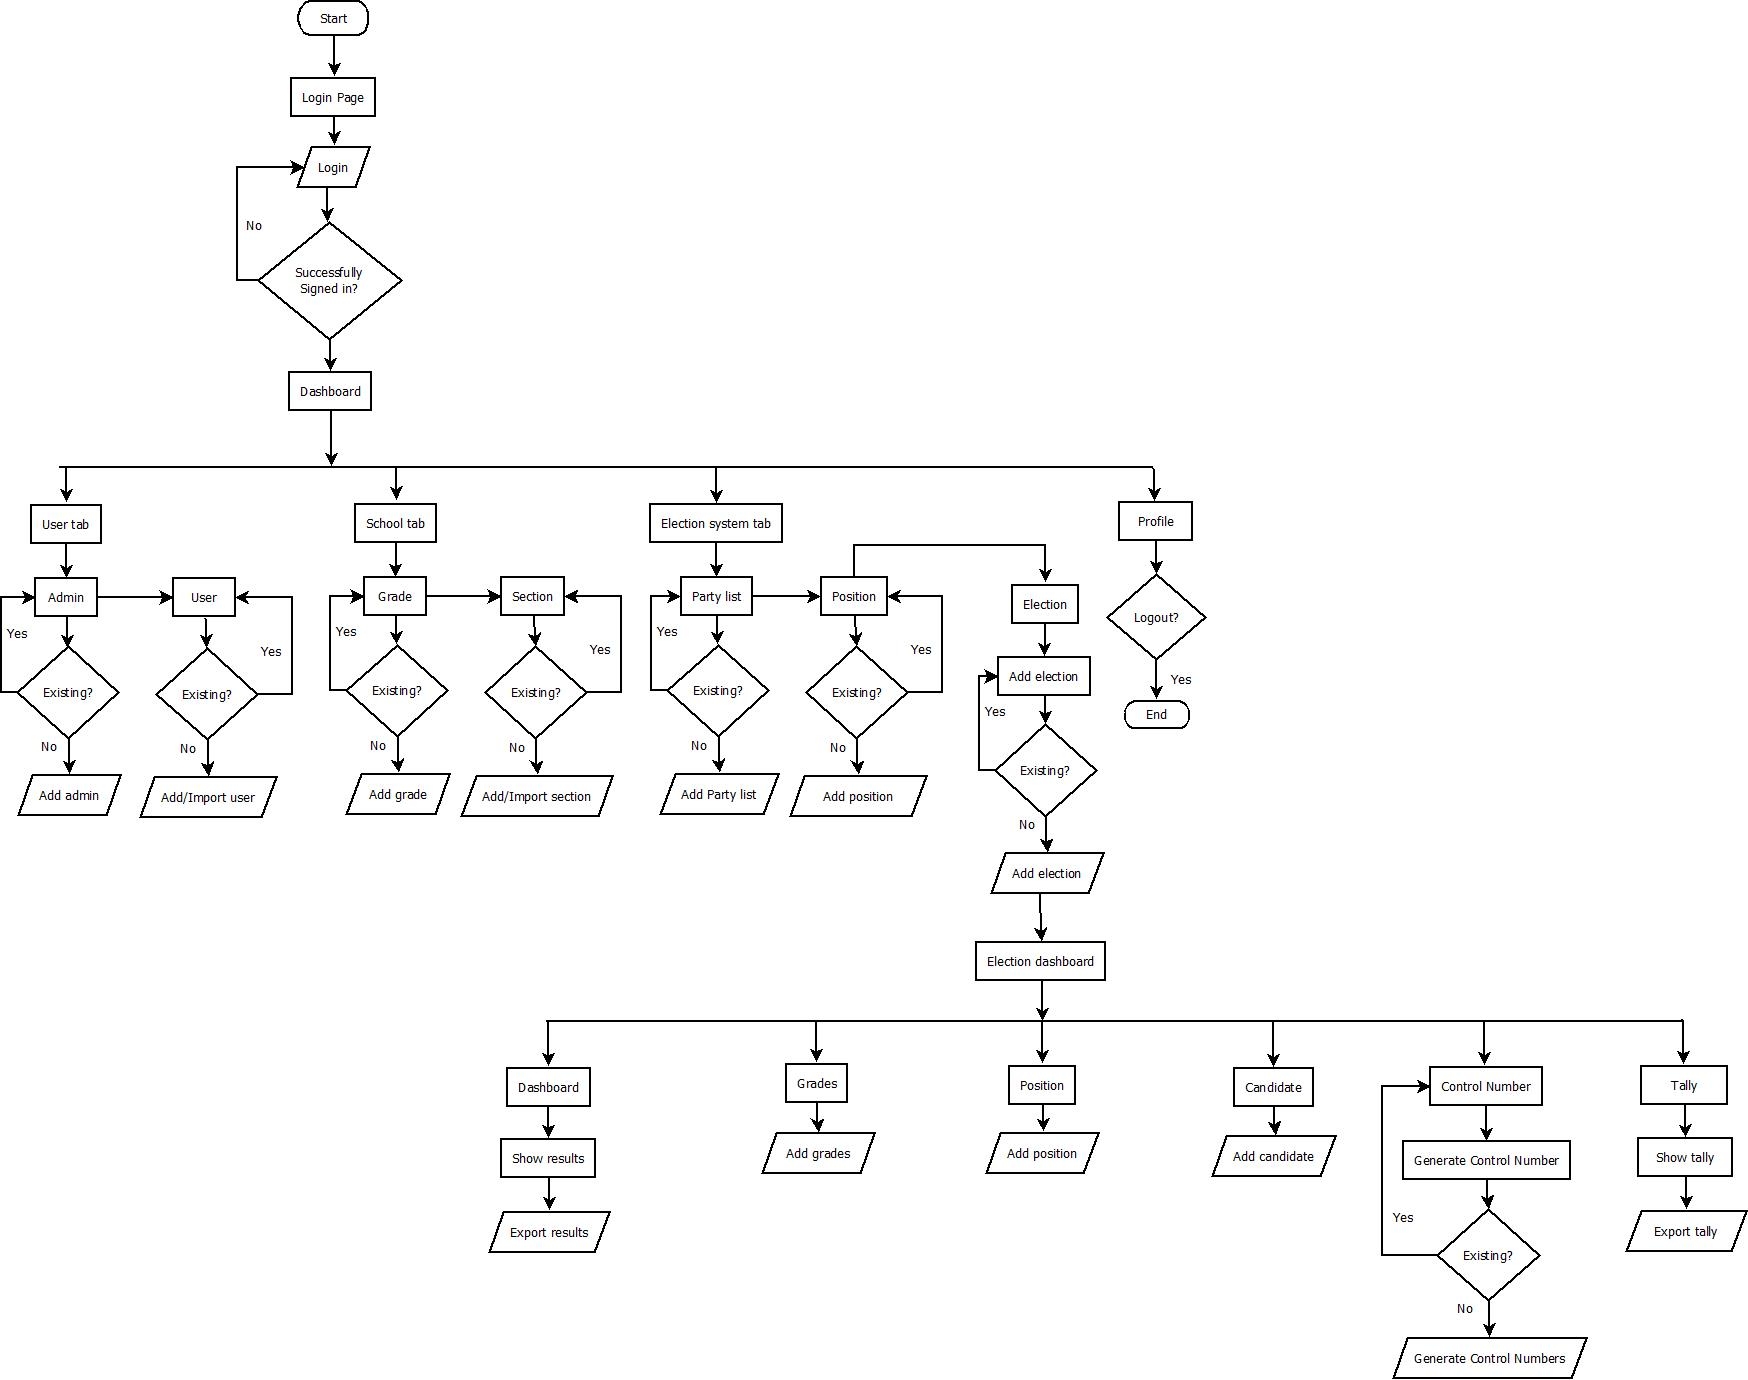 Start
Login Page
Login
No
Successfully
Signed in?
Dashboard
User tab
School tab
Election system tab
Profile
Admin
User
Grade
Section
Party list
Position
Election
Logout?
Yes
Yes
Yes
Yes
Yes
Yes
Existing?
Existing?
Existing?
Existing?
Existing?
Existing?
Add election
Yes
Yes
End
No
No
No
No
No
No
Existing?
Add admin
Add/Import user
Add grade
Add/Import section
Add Party list
Add position
No
Add election
Election dashboard
Dashboard
Grades
Position
Candidate
Control Number
Tally
Show results
Add grades
Add position
Add candidate
Generate Control Number
Show tally
Yes
Export results
Existing?
Export tally
No
Generate Control Numbers